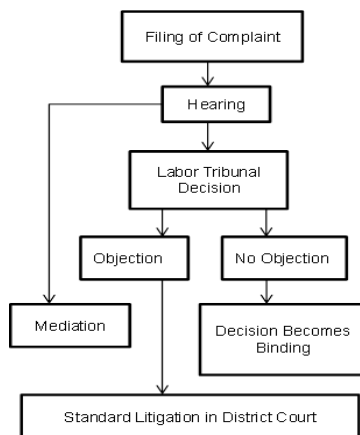 Filing of Complaint
Hearing
Labor Tribunal
Decision
Objection
No Objection
Mediation
Decision Becomes
Binding
Standard Litigation in District Court